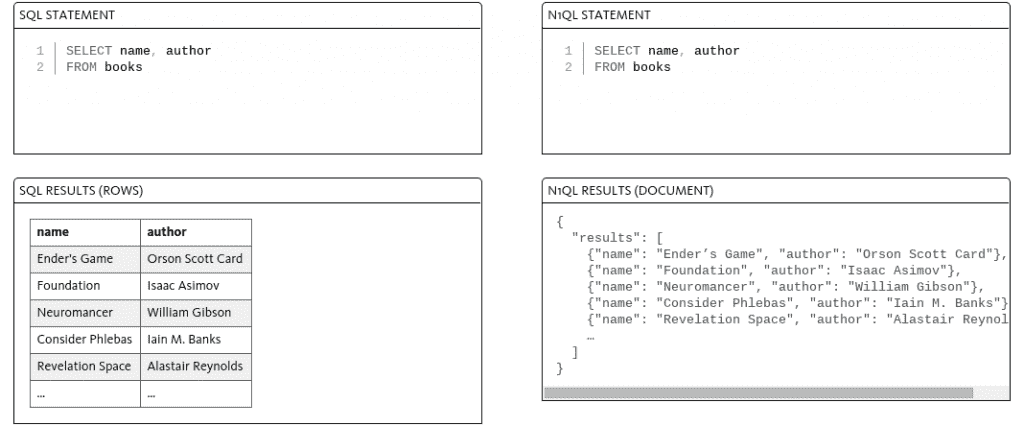 SQL STATEMENT
1 SELECT name, author
2 FROM books
N1QL STATEMENT
1 SELECT name, author
2 FROM books
SQL RESULTS (ROWS)
name author
Ender's Game Orson Scott Card
Foundation Isaac Asimov
Neuromancer William Gibson
Consider Phlebas Iain M. Banks
Revelation Space Alastair Reynolds
... ...
N1QL RESULTS (DOCUMENT)
{
"results": [
{"name": "Ender’s Game", "author": "Orson Scott Card"},
{"name": "Foundation", "author": "Isaac Asimov"},
{"name": "Neuromancer", "author": "William Gibson"},
{"name": "Consider Phlebas", "author": "Iain M. Banks"}
{"name": "Revelation Space", "author": "Alastair Reynol
…
]
}